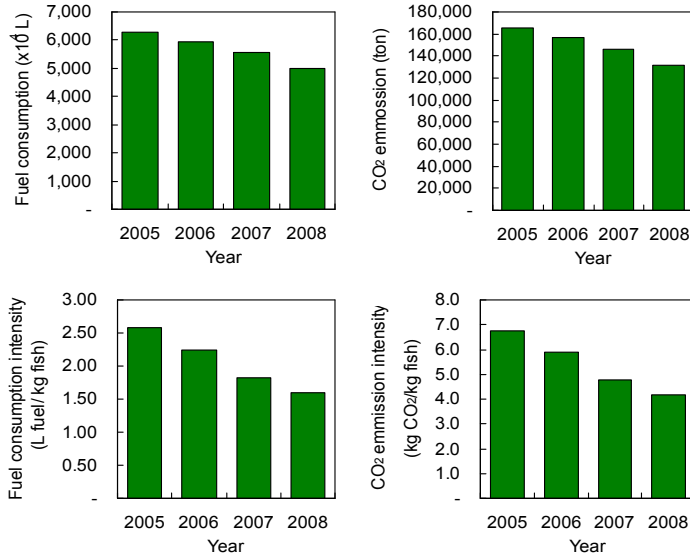 Fuel consumption (x10⁴ L)
7,000
6,000
5,000
4,000
3,000
2,000
1,000
-
2005 2006 2007 2008
Year
CO2 emmossion (ton)
180,000
160,000
140,000
120,000
100,000
80,000
60,000
40,000
20,000
-
2005 2006 2007 2008
Year
Fuel consumption intensity
(L fuel/ kg fish)
3.00
2.50
2.00
1.50
1.00
0.50
-
2005 2006 2007 2008
Year
CO2 emmission intensity
(kg CO2/kg fish)
8.0
7.0
6.0
5.0
4.0
3.0
2.0
1.0
-
2005 2006 2007 2008
Year